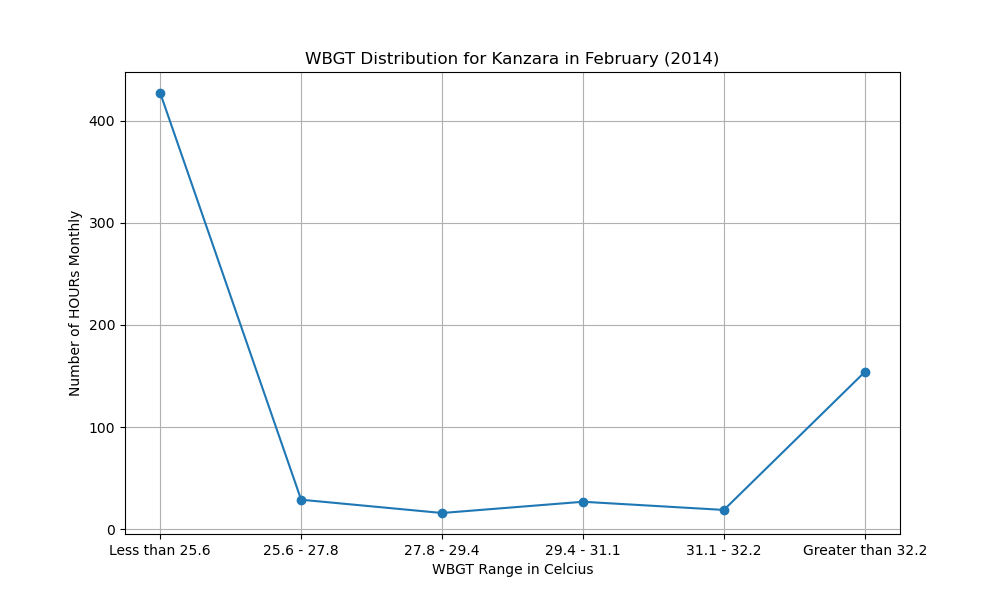 WBGT Distribution for Kanzara in February (2014)
Number of HOURs Monthly
400
300
200
100
0
Less than 25.6
25.6 - 27.8
27.8 - 29.4
29.4 - 31.1
31.1 - 32.2
Greater than 32.2
WBGT Range in Celcius